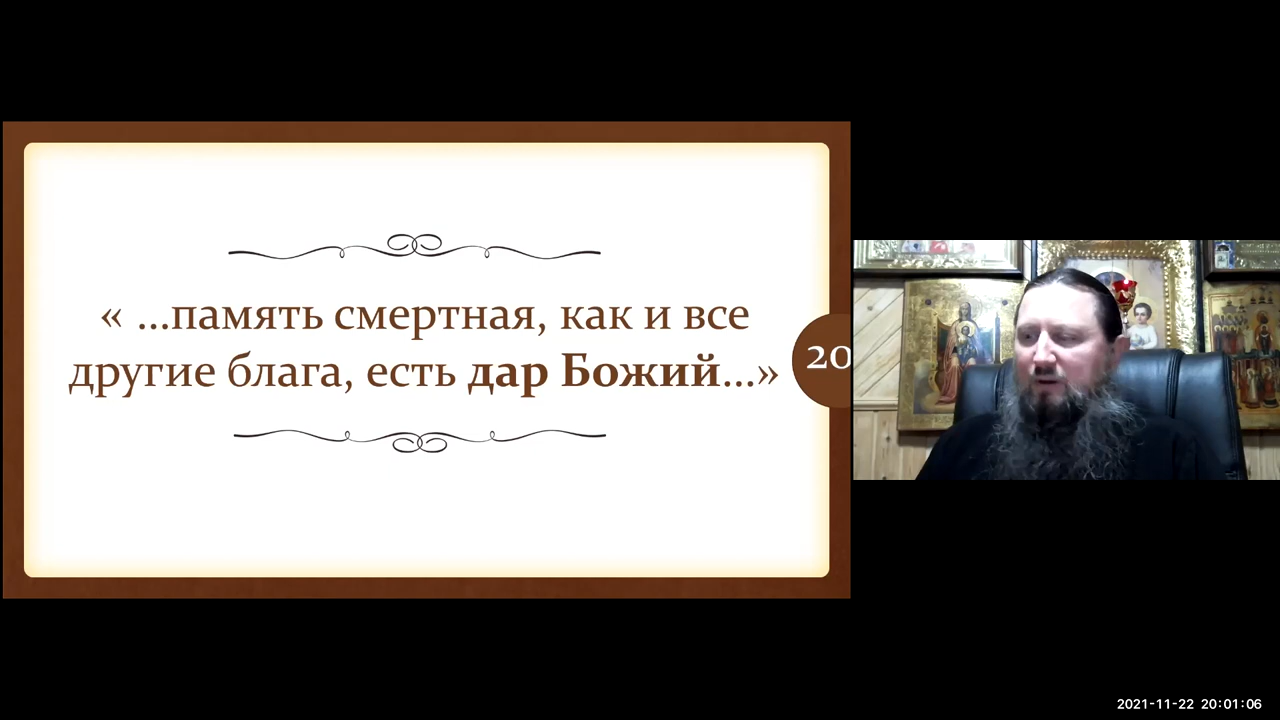 « ...память смертная, как и все
другие блага, есть дар Божий...»
20
2021-11-22 20:01:06